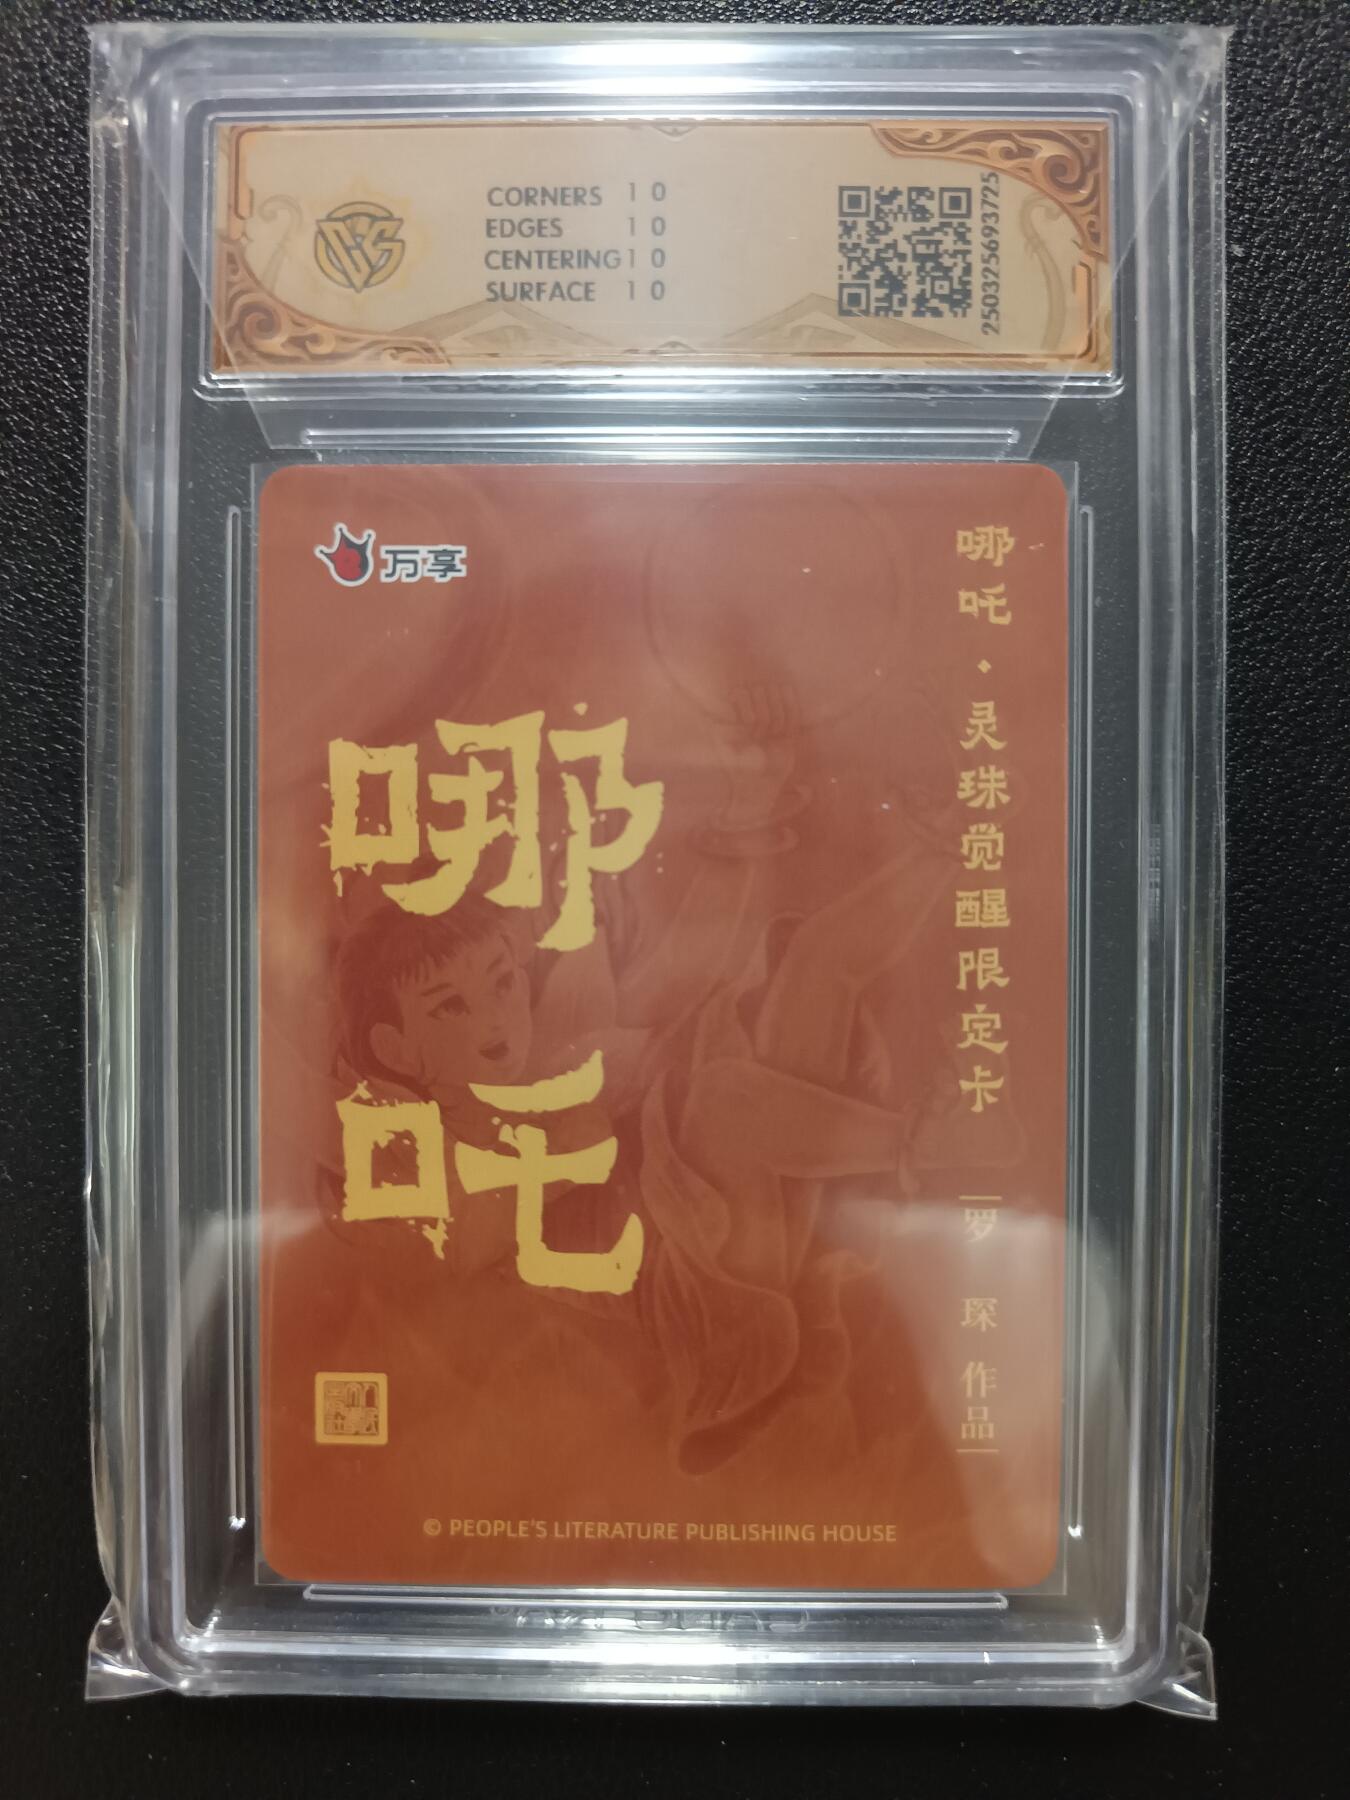 CORNERS 10
EDGES 10
CENTERING 10
SURFACE 10
2503225693725
万享
哪吒
哪吒·灵珠觉醒限定卡
罗琛 作品
© PEOPLE'S LITERATURE PUBLISHING HOUSE